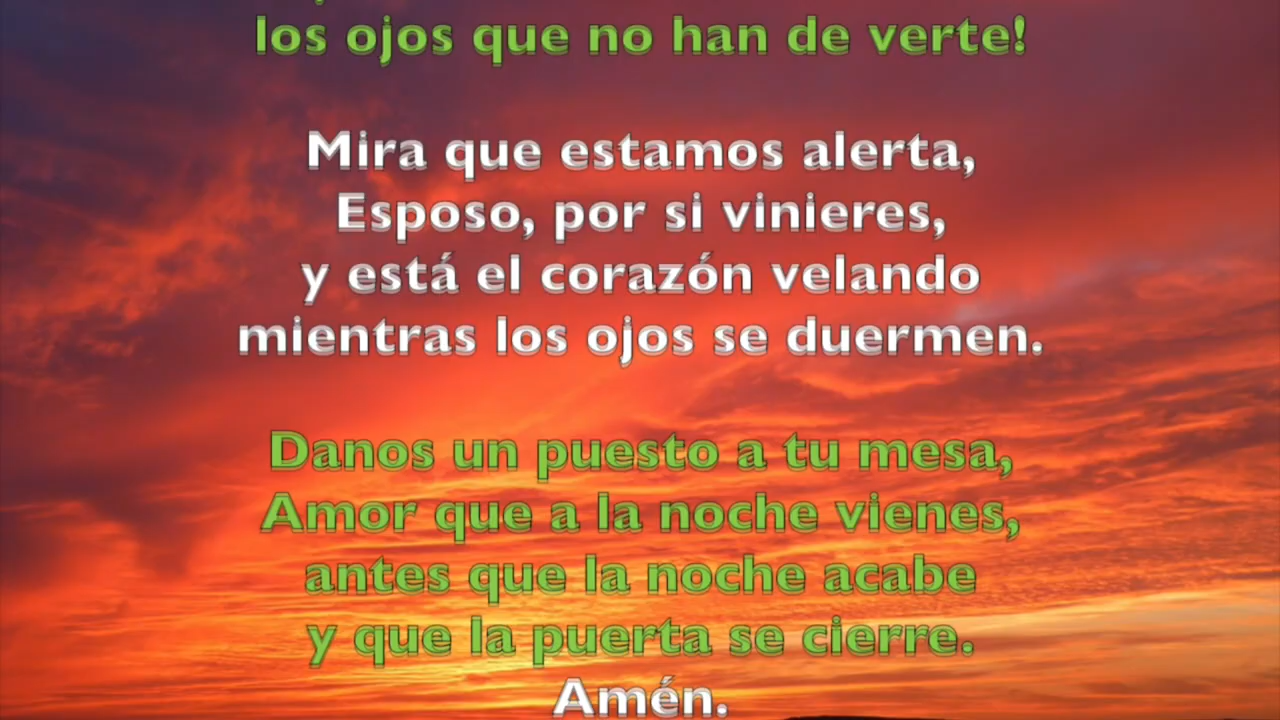 los ojos que no han de verte!
Mira que estamos alerta,
Esposo, por si vinieres,
y está el corazón velando
mientras los ojos se duermen.
Danos un puesto a tu mesa,
Amor que a la noche vienes,
antes que la noche acabe
y que la puerta se cierre.
Amén.